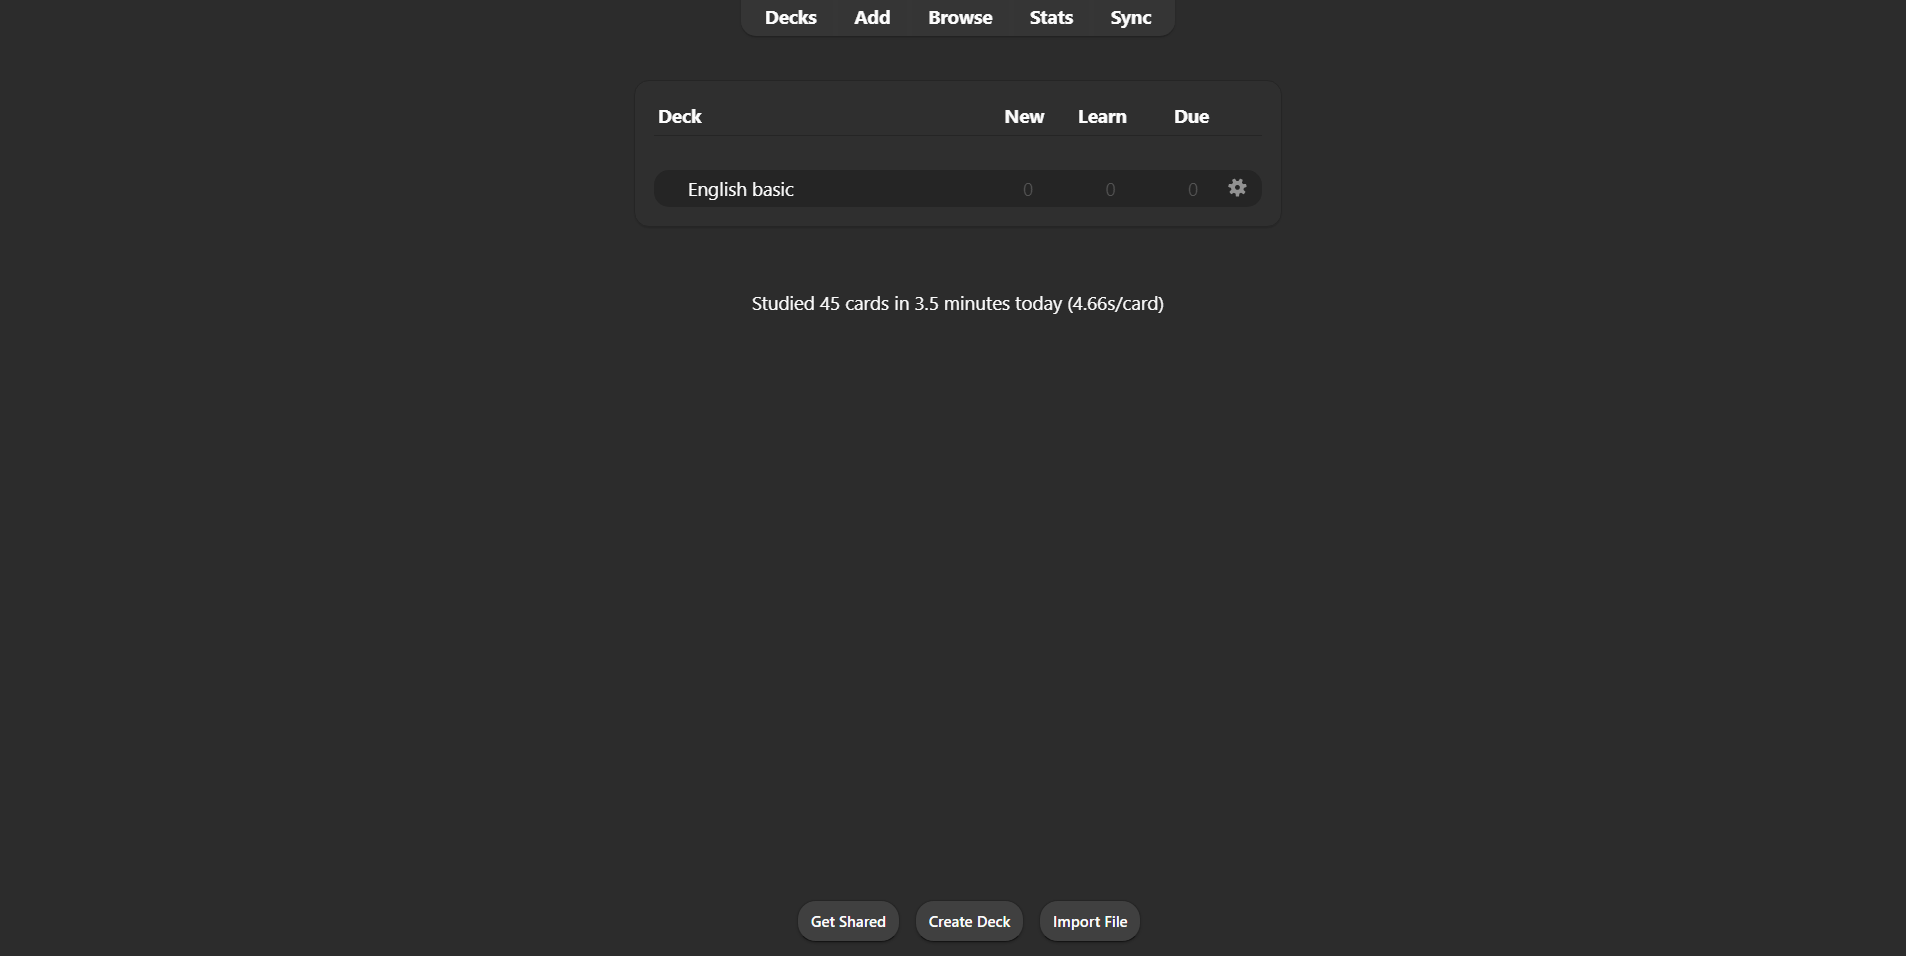 Decks Add Browse Stats Sync
Deck New Learn Due
English basic 0 0 0
Studied 45 cards in 3.5 minutes today (4.66s/card)
Get Shared Create Deck Import File